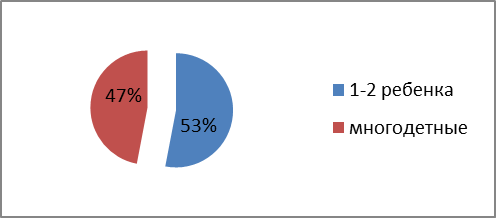 47%
53%
1-2 ребенка
многодетные